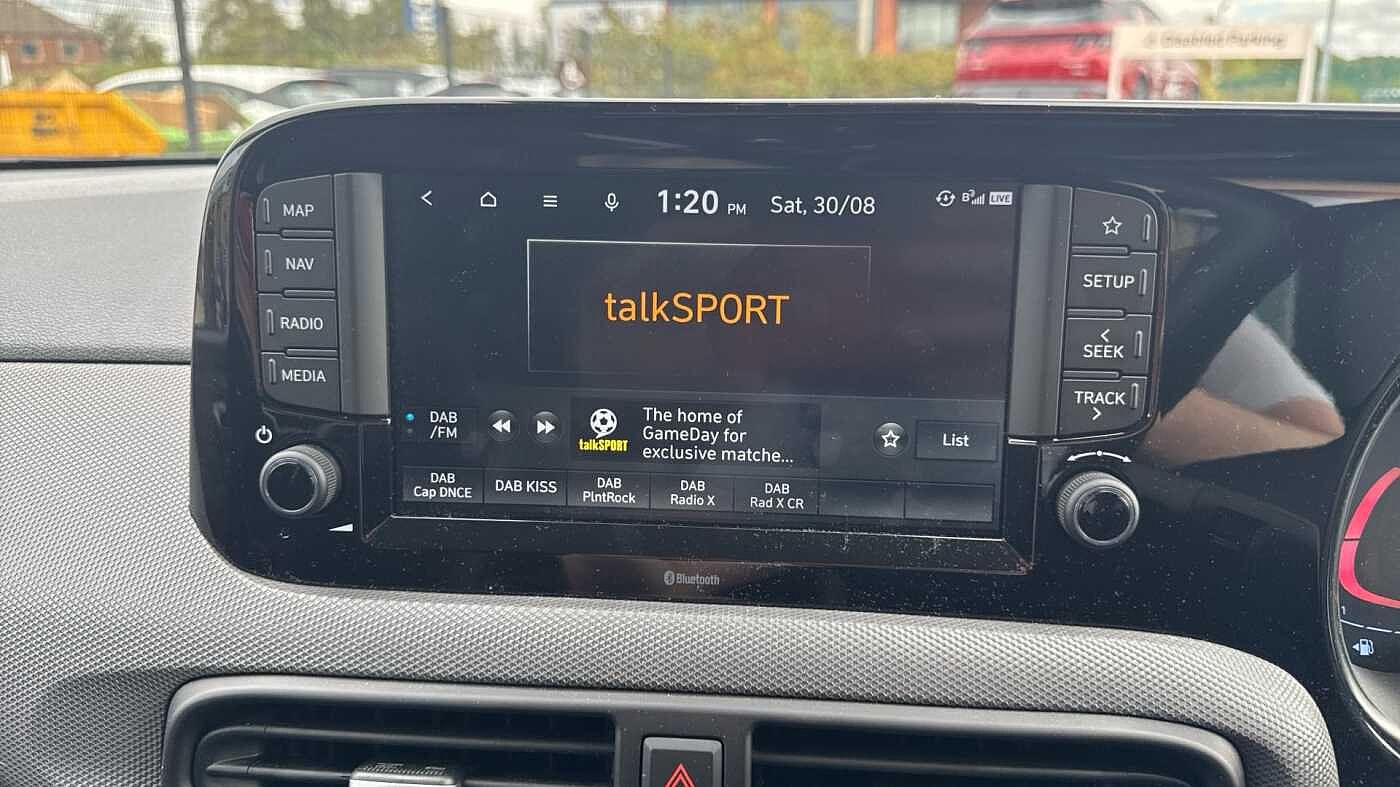 Disabled Parking
1:20 PM Sat, 30/08
B LIVE
MAP
NAV
RADIO
MEDIA
SETUP
SEEK
TRACK
talkSPORT
DAB
/FM
talkSPORT
The home of
GameDay for
exclusive matche...
List
DAB
Cap DNCE
DAB KISS
DAB
PlntRock
DAB
Radio X
DAB
Rad X CR
Bluetooth
1